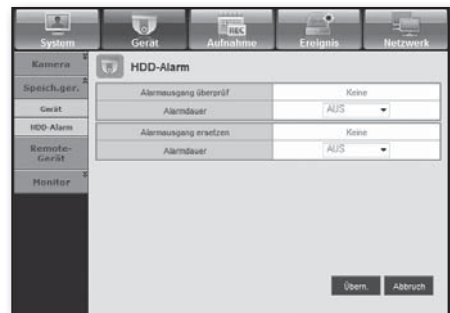 System Gerät Aufnahme Ereignis Netzwerk
Kamera
Speich.ger.
Gerät
HDD-Alarm
Remote-
Gerät
Monitor
HDD-Alarm
Alarmausgang überprüf Keine
Alarmdauer AUS
Alarmausgang ersetzen Keine
Alarmdauer AUS
Übern. Abbruch